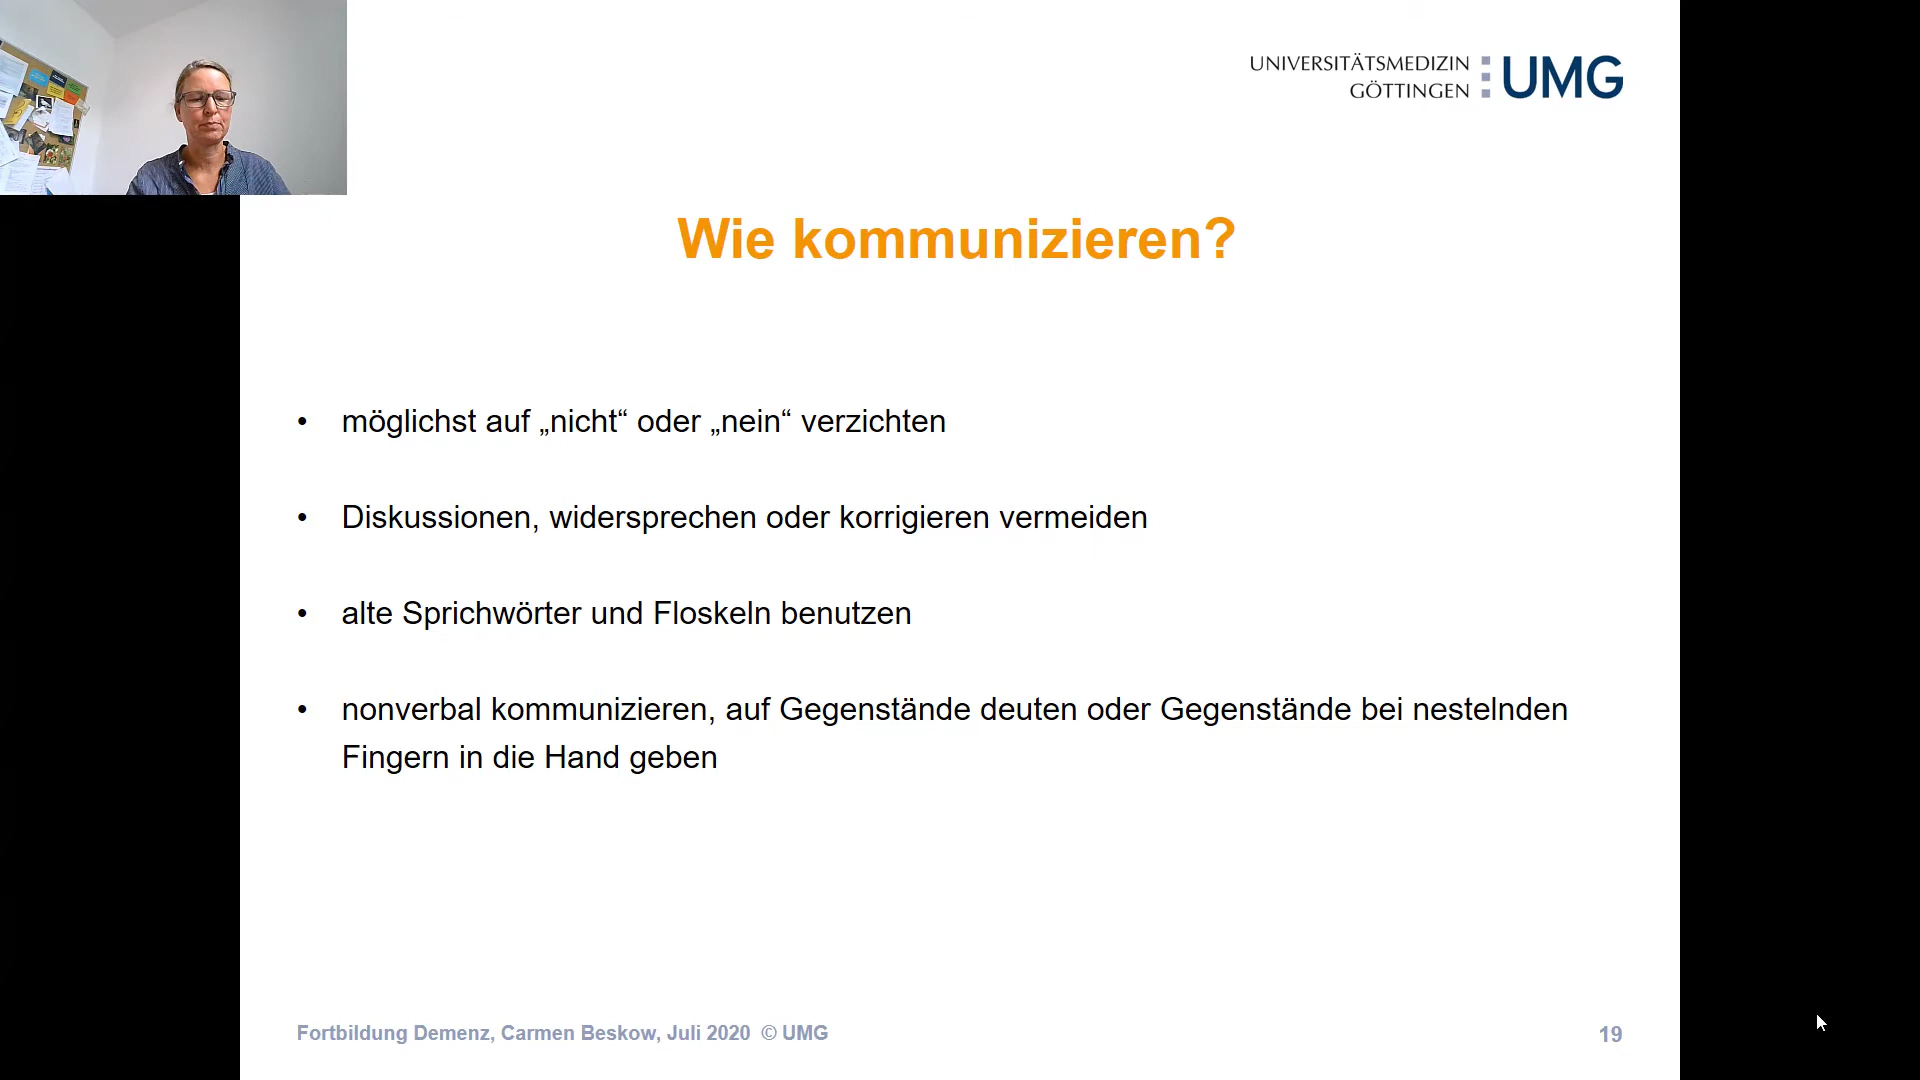 UNIVERSITÄTSMEDIZIN
GÖTTINGEN
UMG
Wie kommunizieren?
• möglichst auf „nicht“ oder „nein“ verzichten
• Diskussionen, widersprechen oder korrigieren vermeiden
• alte Sprichwörter und Floskeln benutzen
• nonverbal kommunizieren, auf Gegenstände deuten oder Gegenstände bei nestelnden
Fingern in die Hand geben
Fortbildung Demenz, Carmen Beskow, Juli 2020 © UMG
19